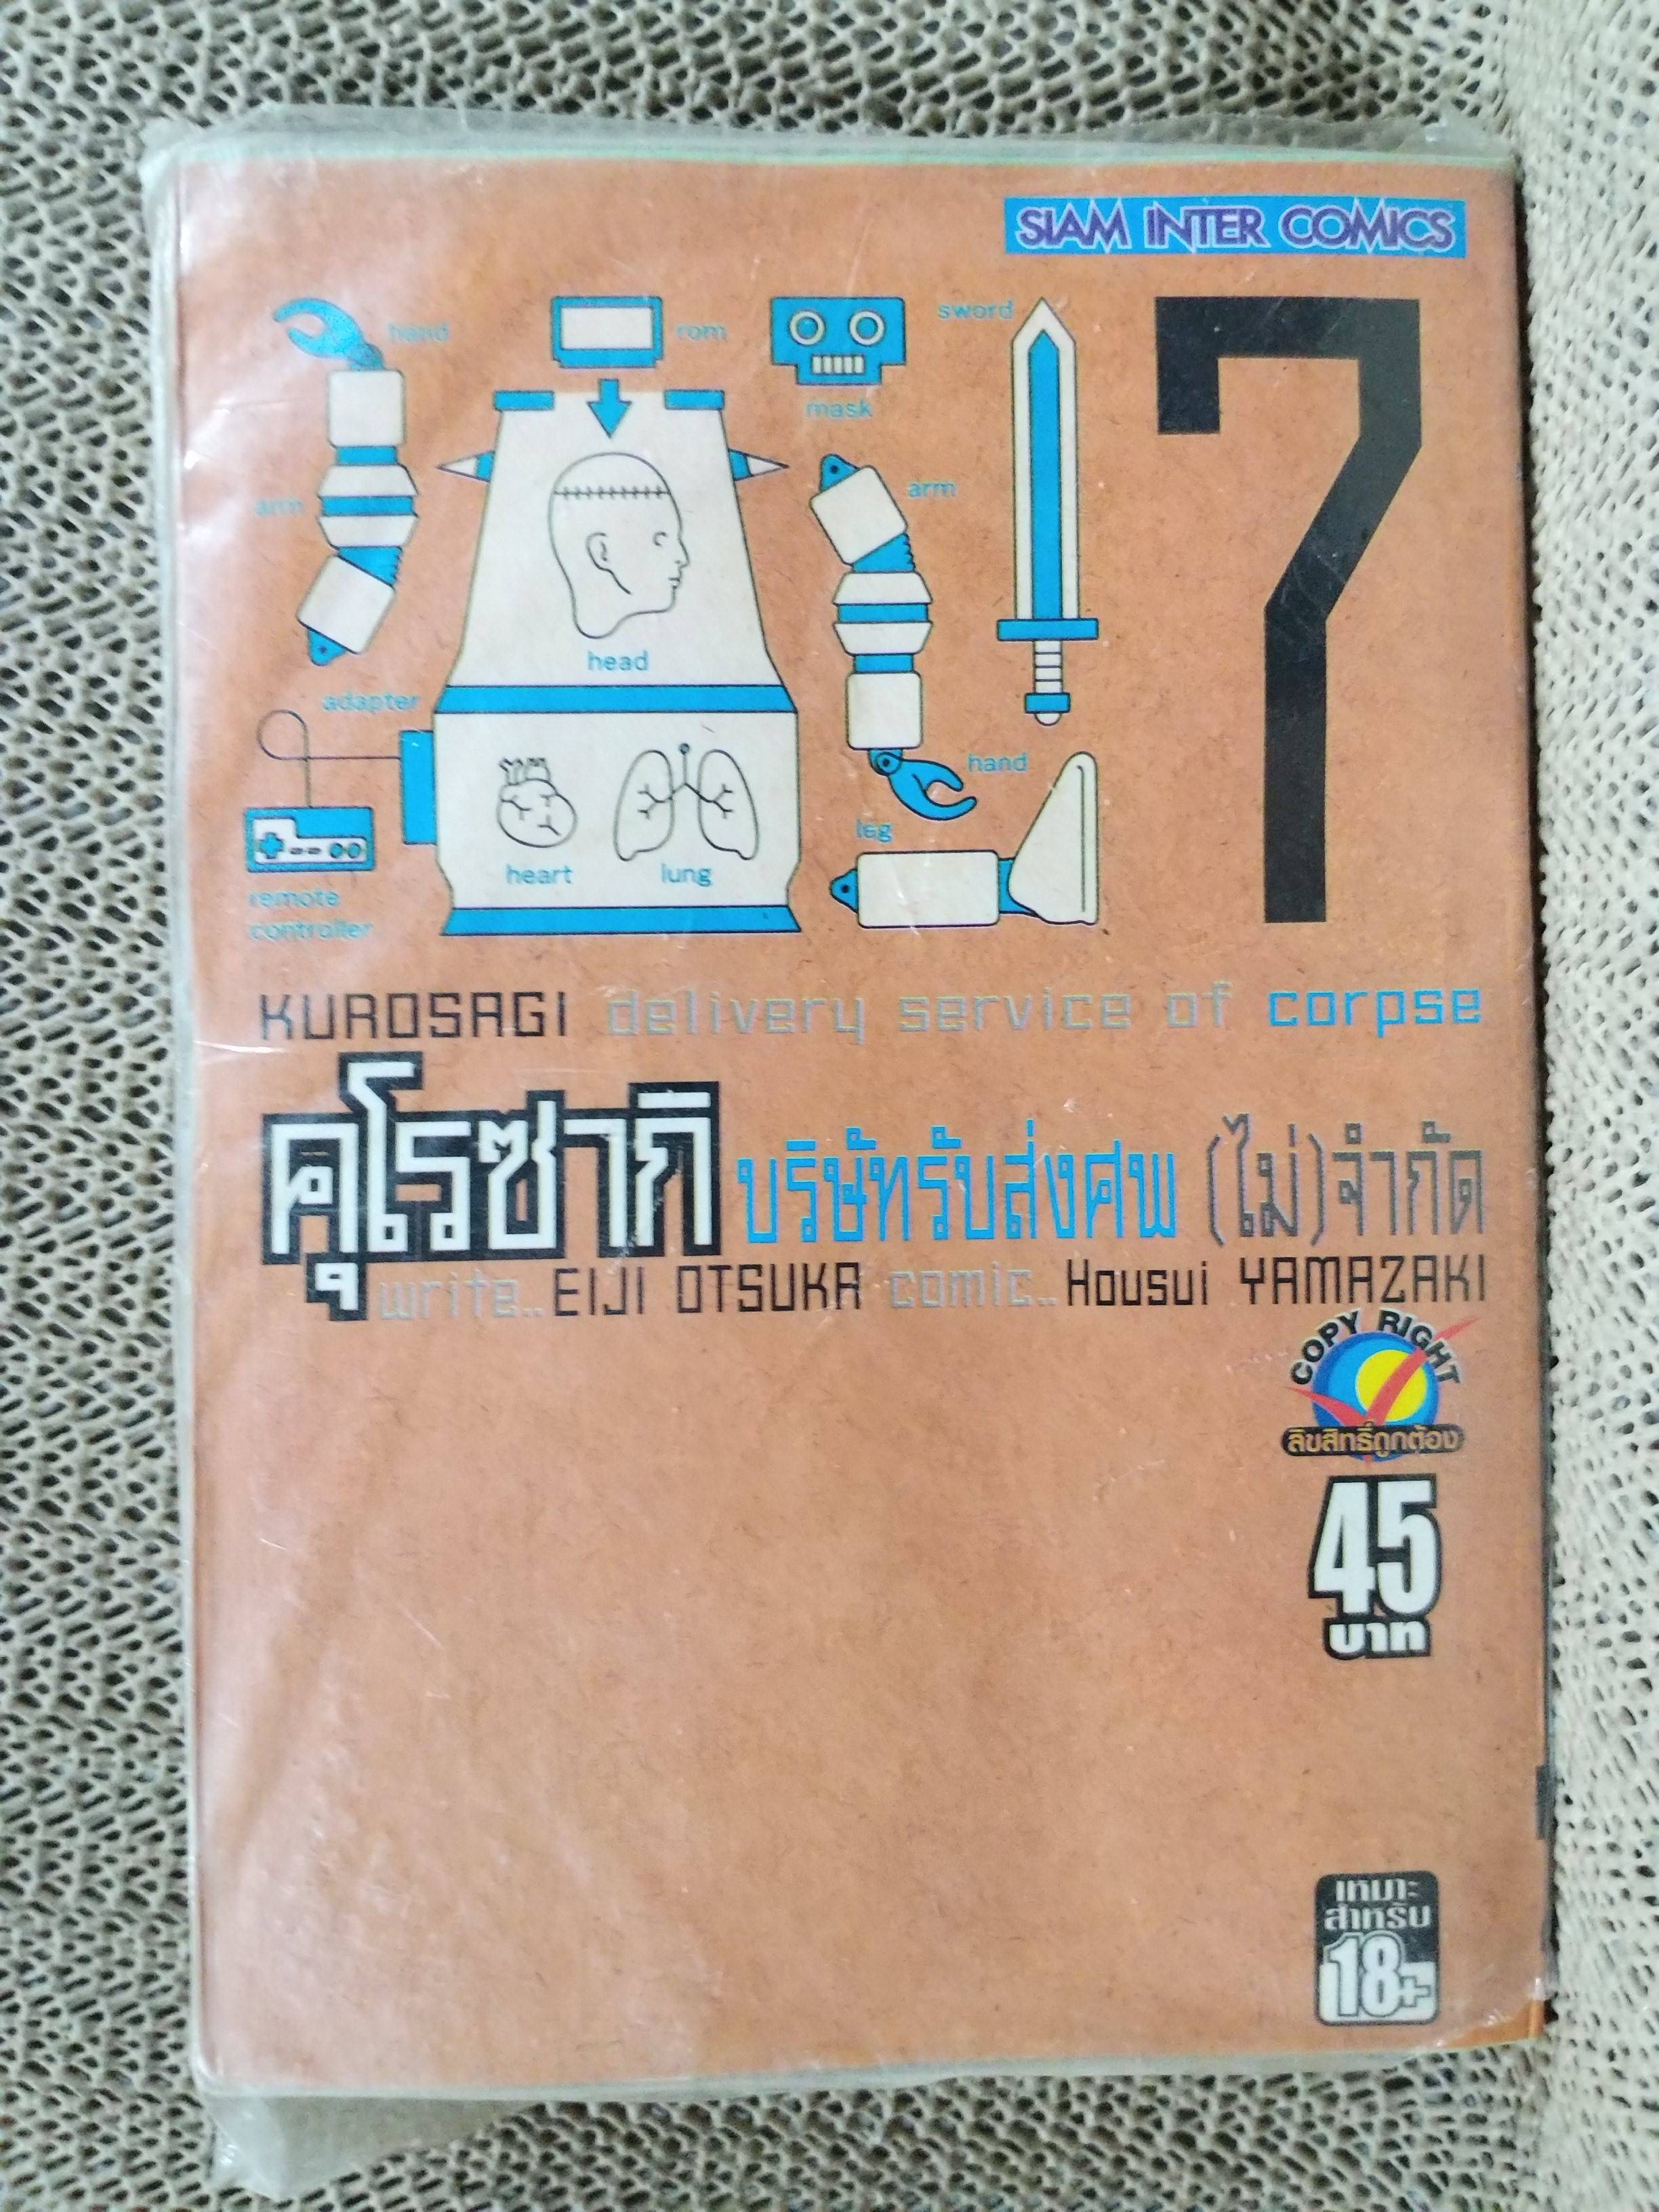 SIAM INTER COMICS
7
hand
rom
mask
sword
arm
arm
head
adapter
hand
leg
heart
lung
remote
controller
KUROSAGI delivery service of corpse
คุโรซากิ บริษัทรับส่งศพ (ไม่)จำกัด
write.. EIJI OTSUKA comic.. Housui YAMAZAKI
COPY RIGHT
ลิขสิทธิ์ถูกต้อง
45
บาท
เหมาะ
สำหรับ
18+